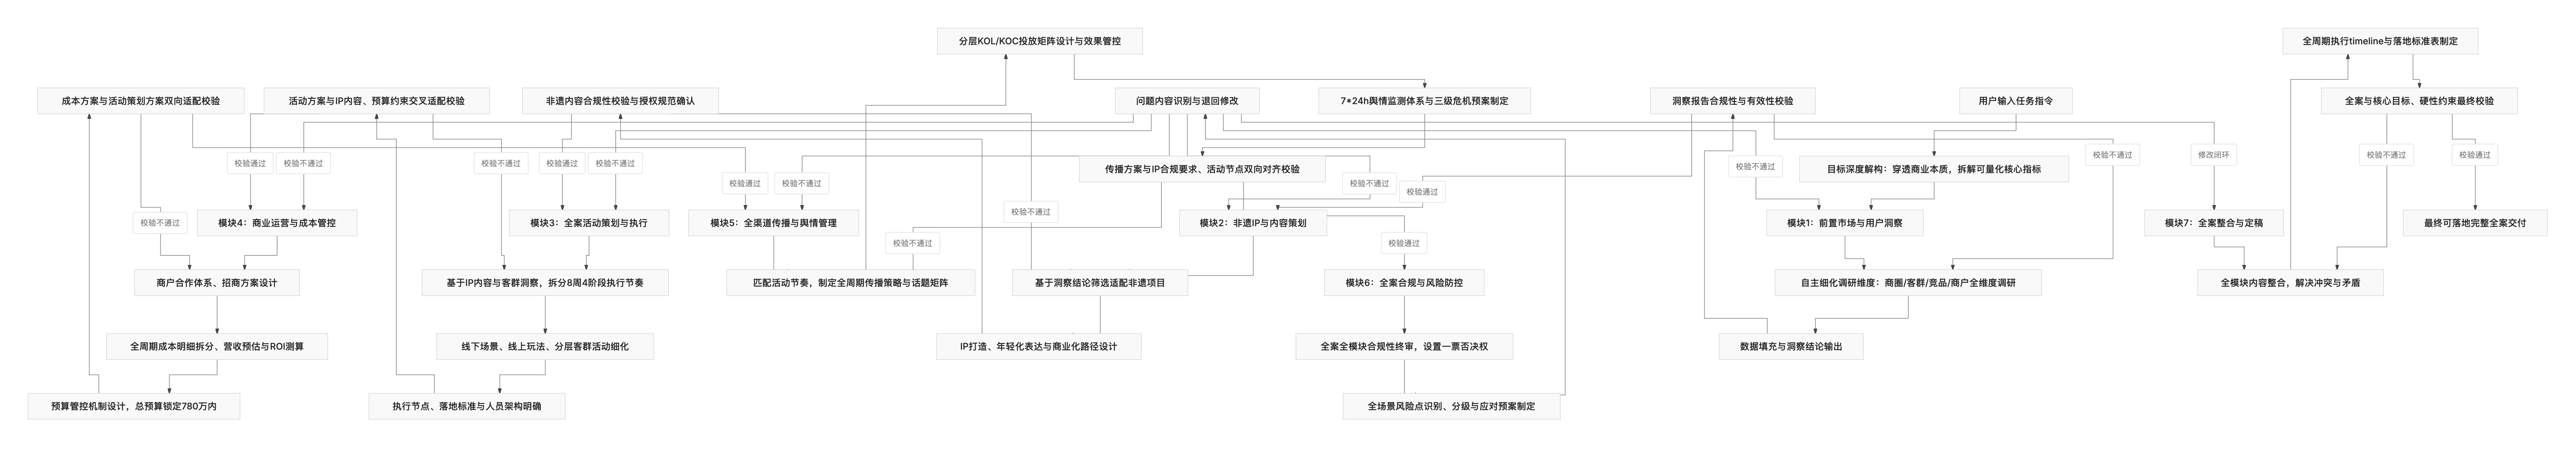 分层KOL/KOC投放矩阵设计与效果管控
全周期执行timeline与落地标准表制定
成本方案与活动策划方案双向适配校验
活动方案与IP内容、预算约束交叉适配校验
非遗内容合规性校验与授权规范确认
问题内容识别与退回修改
7*24h舆情监测体系与三级危机预案制定
洞察报告合规性与有效性校验
用户输入任务指令
全案与核心目标、硬性约束最终校验
校验通过
校验不通过
校验不通过
校验通过
校验不通过
传播方案与IP合规要求、活动节点双向对齐校验
校验不通过
目标深度解构：穿透商业本质，拆解可量化核心指标
校验不通过
修改闭环
校验不通过
校验通过
校验通过
校验不通过
校验不通过
校验通过
校验不通过
模块4：商业运营与成本管控
模块3：全案活动策划与执行
模块5：全渠道传播与舆情管理
校验不通过
模块2：非遗IP与内容策划
模块1：前置市场与用户洞察
模块7：全案整合与定稿
最终可落地完整全案交付
校验不通过
校验通过
商户合作体系、招商方案设计
基于IP内容与客群洞察，拆分8周4阶段执行节奏
匹配活动节奏，制定全周期传播策略与话题矩阵
基于洞察结论筛选适配非遗项目
模块6：全案合规与风险防控
自主细化调研维度：商圈/客群/竞品/商户全维度调研
全模块内容整合，解决冲突与矛盾
全周期成本明细拆分、营收预估与ROI测算
线下场景、线上玩法、分层客群活动细化
IP打造、年轻化表达与商业化路径设计
全案全模块合规性终审，设置一票否决权
数据填充与洞察结论输出
预算管控机制设计，总预算锁定780万内
执行节点、落地标准与人员架构明确
全场景风险点识别、分级与应对预案制定